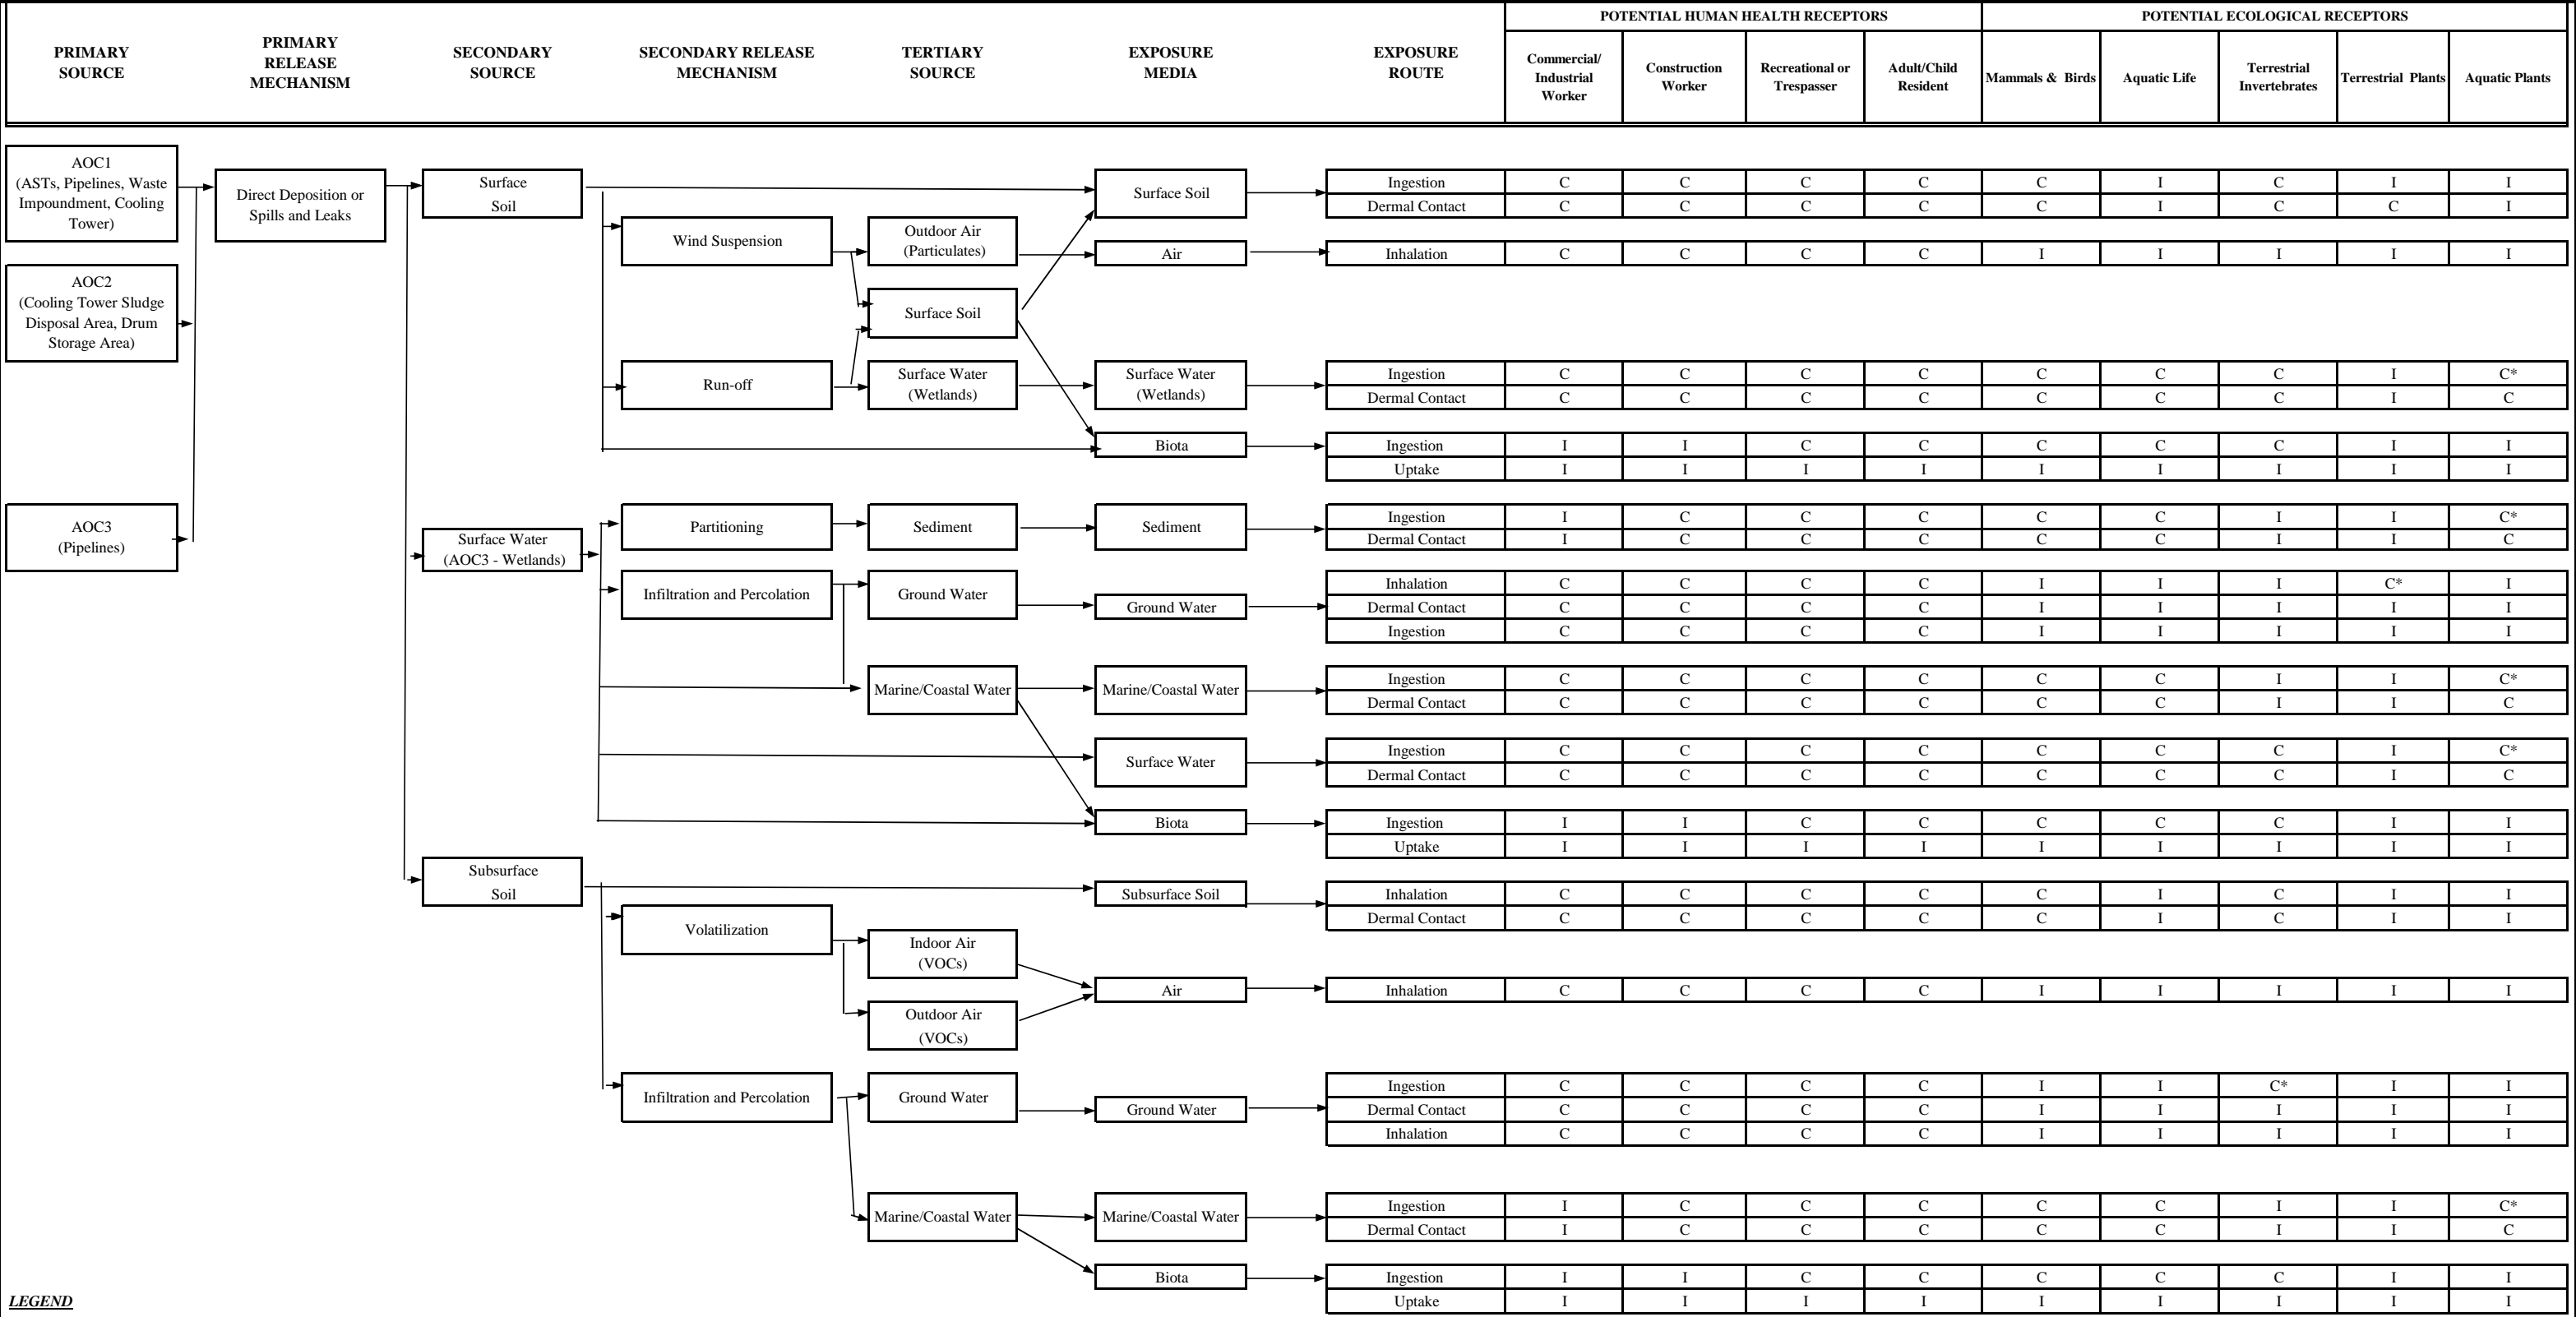 POTENTIAL HUMAN HEALTH RECEPTORS POTENTIAL ECOLOGICAL RECEPTORS
PRIMARY
SOURCE
PRIMARY
RELEASE
MECHANISM
SECONDARY
SOURCE
SECONDARY RELEASE
MECHANISM
TERTIARY
SOURCE
EXPOSURE
MEDIA
EXPOSURE
ROUTE
Commercial/
Industrial
Worker
Construction
Worker
Recreational or
Trespasser
Adult/Child
Resident
Mammals & Birds
Aquatic Life
Terrestrial
Invertebrates
Terrestrial Plants
Aquatic Plants
AOC1
(ASTs, Pipelines, Waste
Impoundment, Cooling
Tower)
AOC2
(Cooling Tower Sludge
Disposal Area, Drum
Storage Area)
AOC3
(Pipelines)
Direct Deposition or
Spills and Leaks
Surface
Soil
Surface Soil
Ingestion C C C C C I C I I
Dermal Contact C C C C C I C C I
Wind Suspension
Outdoor Air
(Particulates)
Air
Inhalation C C C C I I I I I
Surface Soil
Run-off
Surface Water
(Wetlands)
Surface Water
(Wetlands)
Ingestion C C C C C C C I C*
Dermal Contact C C C C C C C I C
Biota
Ingestion I I C C C C C I I
Uptake I I I I I I I I I
Surface Water
(AOC3 - Wetlands)
Partitioning
Sediment
Sediment
Ingestion I C C C C C I I C*
Dermal Contact I C C C C C I I C
Infiltration and Percolation
Ground Water
Ground Water
Inhalation C C C C I I I C* I
Dermal Contact C C C C I I I I I
Ingestion C C C C I I I I I
Marine/Coastal Water
Marine/Coastal Water
Ingestion C C C C C C I I C*
Dermal Contact C C C C C C I I C
Surface Water
Ingestion C C C C C C C I C*
Dermal Contact C C C C C C C I C
Biota
Ingestion I I C C C C C I I
Uptake I I I I I I I I I
Subsurface
Soil
Subsurface Soil
Inhalation C C C C C I C I I
Dermal Contact C C C C C I C I I
Volatilization
Indoor Air
(VOCs)
Air
Inhalation C C C C I I I I I
Outdoor Air
(VOCs)
Infiltration and Percolation
Ground Water
Ground Water
Ingestion C C C C I I C* I I
Dermal Contact C C C C I I I I I
Inhalation C C C C I I I I I
Marine/Coastal Water
Marine/Coastal Water
Ingestion I C C C C C I I C*
Dermal Contact I C C C C C I I C
Biota
Ingestion I I C C C C C I I
Uptake I I I I I I I I I
LEGEND